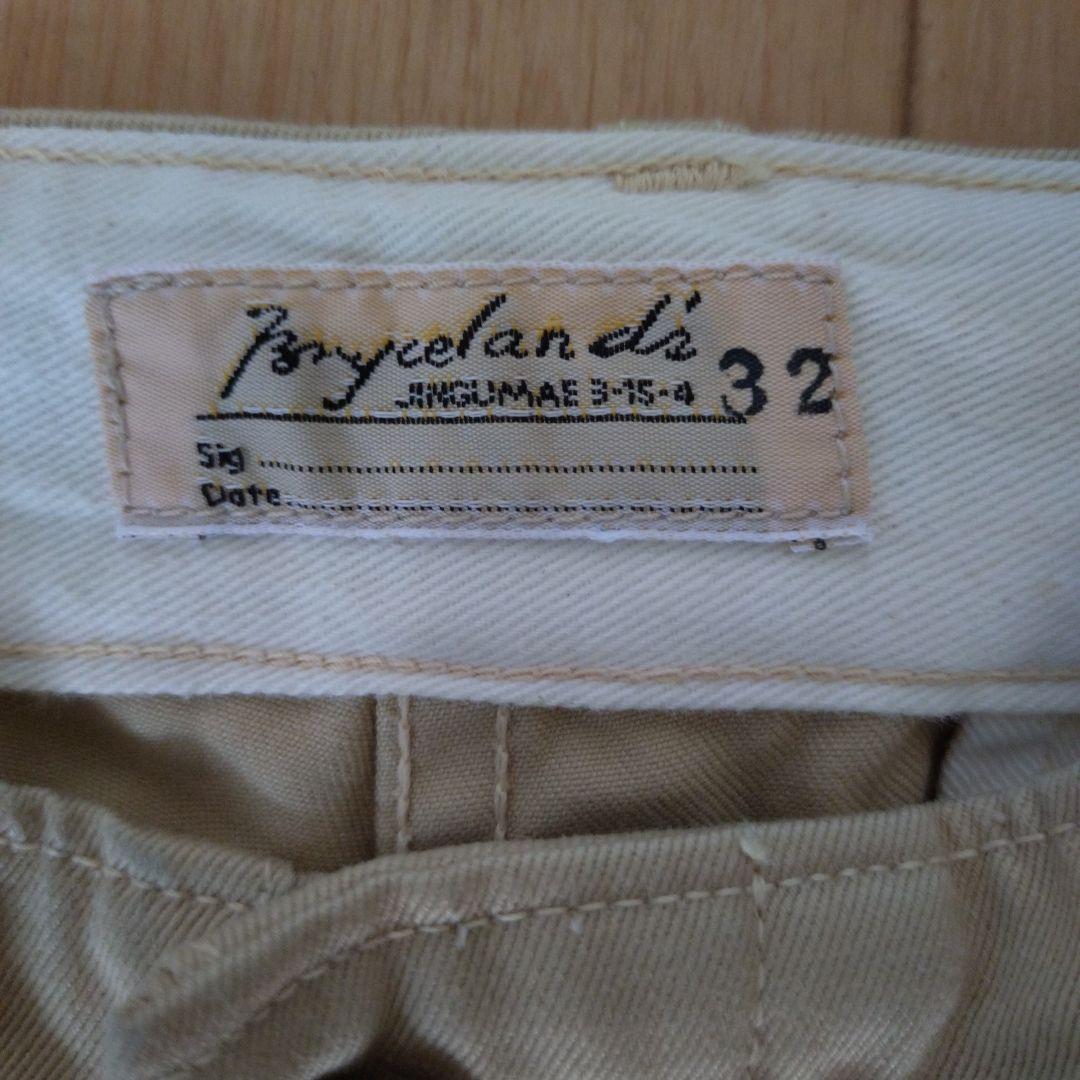 Bryceland's
JINGUMAE 3-15-4
32
Sig
Date